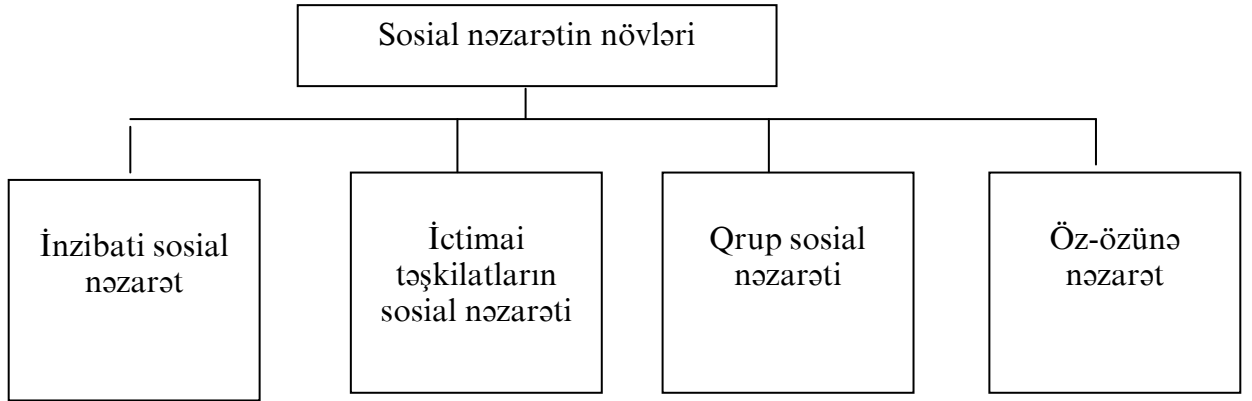 Sosial nəzarətin növləri
İnzibati sosial
nəzarət
İctimai
təşkilatların
sosial nəzarəti
Qrup sosial
nəzarəti
Öz-özünə
nəzarət